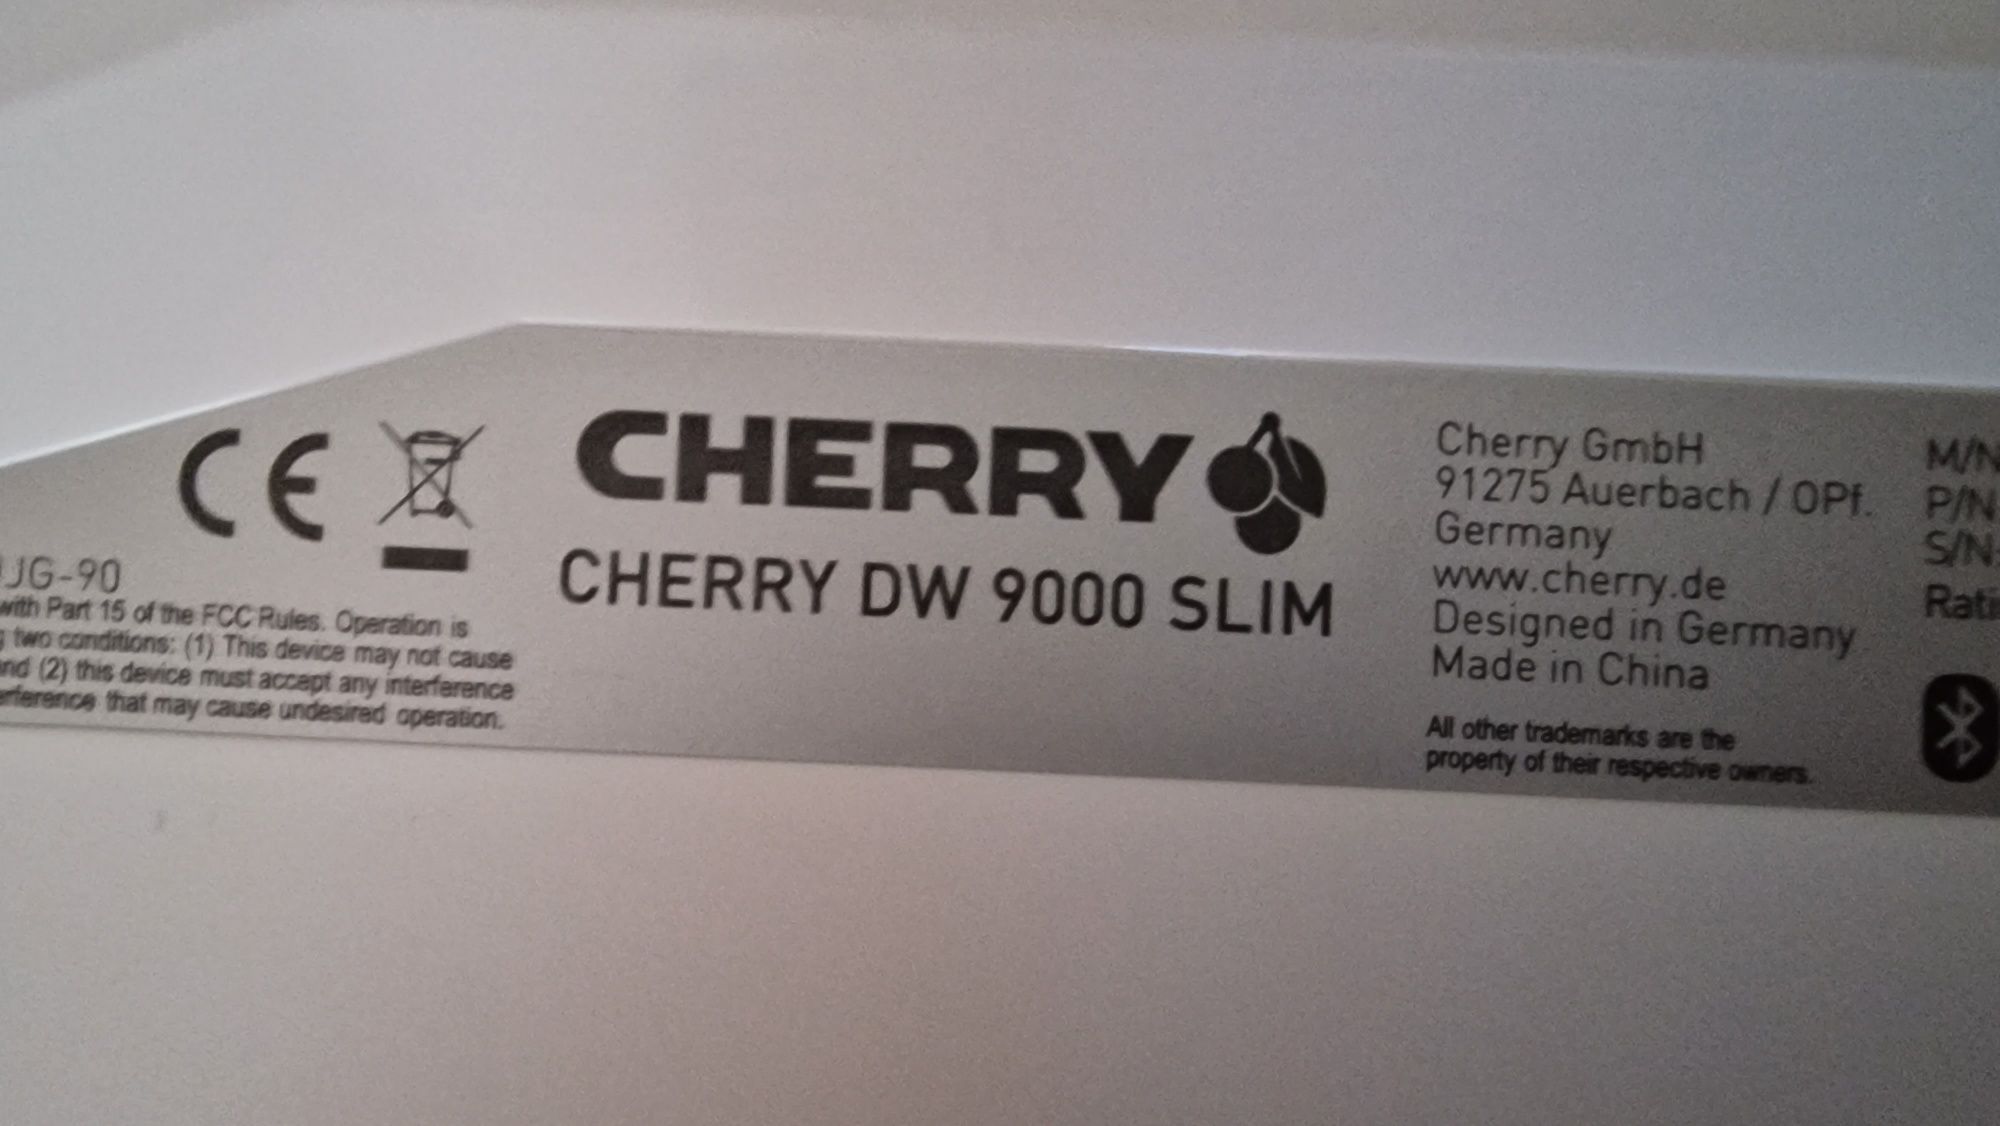 CE
JG-90
with Part 15 of the FCC Rules. Operation is
two conditions: (1) This device may not cause
and (2) this device must accept any interference
that may cause undesired operation.
CHERRY
CHERRY DW 9000 SLIM
Cherry GmbH
91275 Auerbach / OPf.
Germany
www.cherry.de
Designed in Germany
Made in China
All other trademarks are the
property of their respective owners.
M/N
P/N
S/N:
Rati